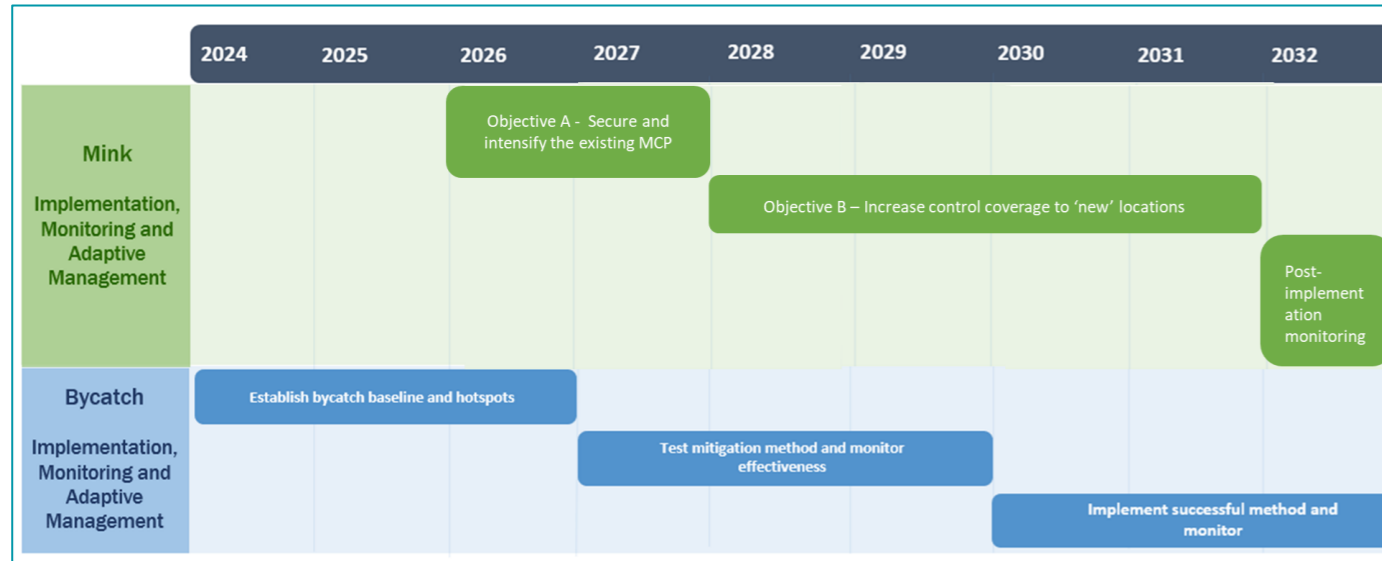 2024 2025 2026 2027 2028 2029 2030 2031 2032
Mink
Implementation,
Monitoring and
Adaptive
Management
Objective A - Secure and
intensify the existing MCP
Objective B – Increase control coverage to ‘new’ locations
Post-
implement
ation
monitoring
Bycatch
Implementation,
Monitoring and
Adaptive
Management
Establish bycatch baseline and hotspots
Test mitigation method and monitor
effectiveness
Implement successful method and
monitor